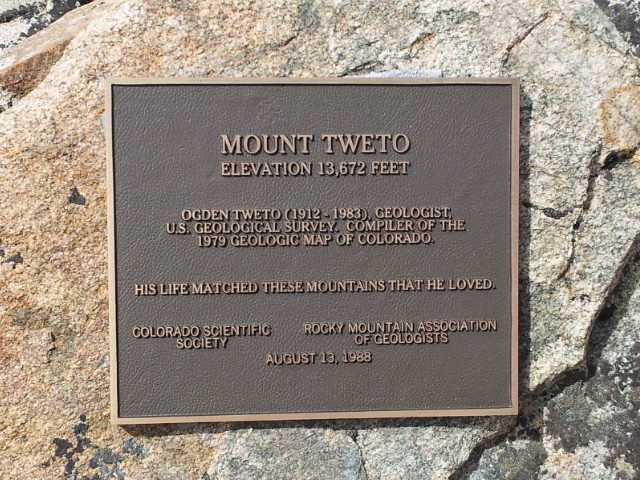 MOUNT TWETO
ELEVATION 13,672 FEET
OGDEN TWETO (1912 - 1983), GEOLOGIST,
U.S. GEOLOGICAL SURVEY. COMPILER OF THE
1979 GEOLOGIC MAP OF COLORADO.
HIS LIFE MATCHED THESE MOUNTAINS THAT HE LOVED.
COLORADO SCIENTIFIC
SOCIETY
ROCKY MOUNTAIN ASSOCIATION
OF GEOLOGISTS
AUGUST 13, 1988